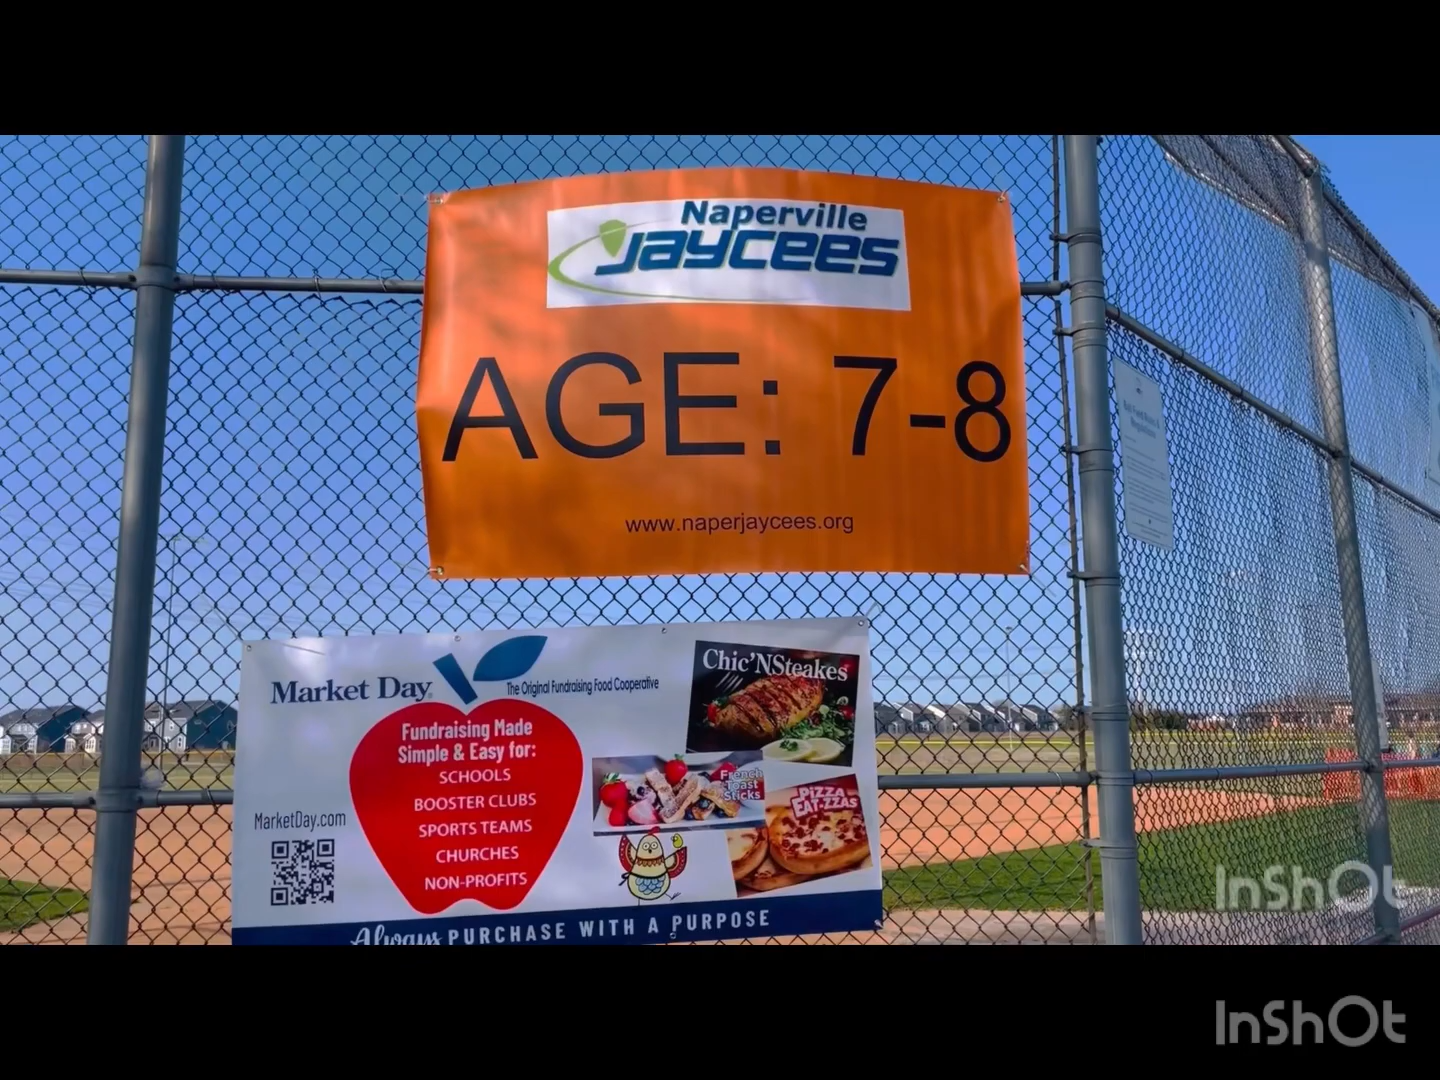 Naperville
Jaycees
AGE: 7-8
www.naperjaycees.org
Market Day
The Original Fundraising Food Cooperative
Chic'NSteakes
Fundraising Made
Simple & Easy for:
SCHOOLS
BOOSTER CLUBS
SPORTS TEAMS
CHURCHES
NON-PROFITS
French
Toast
Sticks
PIZZA
EAT-ZZAS
MarketDay.com
Always PURCHASE WITH A PURPOSE
InShOt
InShOt